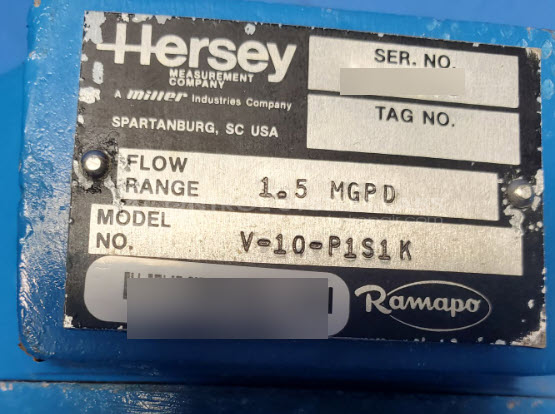 Hersey
MEASUREMENT
COMPANY
A miller Industries Company
SPARTANBURG, SC USA
SER. NO.
TAG NO.
FLOW
RANGE
1.5 MGPD
MODEL
NO.
V-10-P1S1K
Ramapo